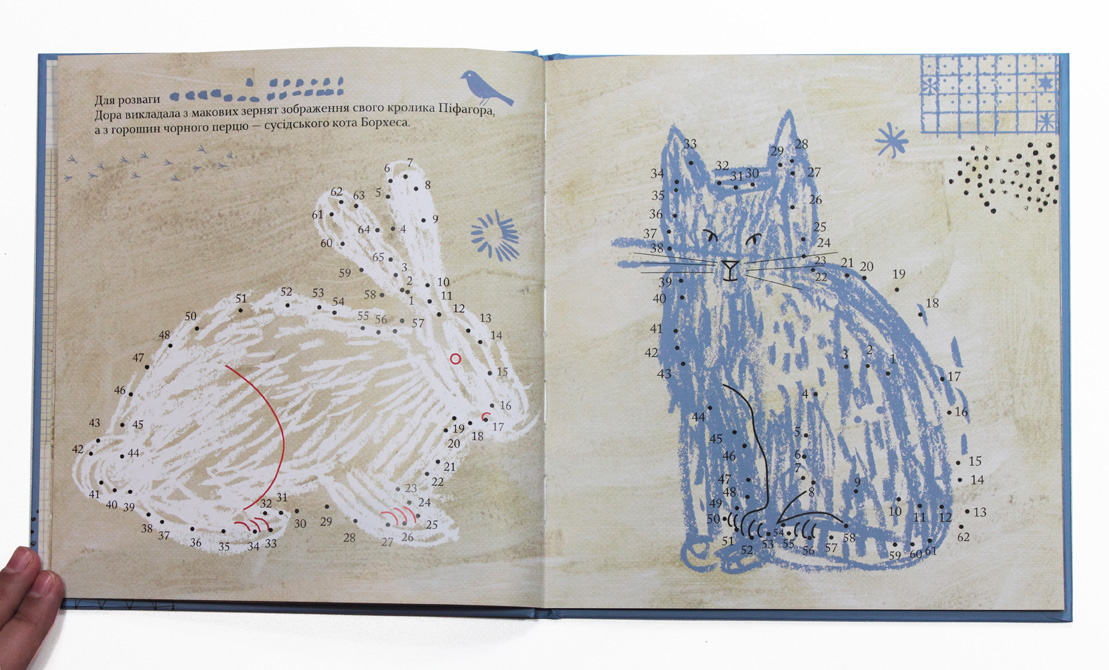 Для розваги
Дора викладала з макових зернят зображення свого кролика Піфагора,
а з горошин чорного перцю — сусідського кота Борхеса.
6 7
62 63 5 8
61 9
60 64 4
65
59 3
2 10
58 1 11
51 52 53 54 12
50 55 56 57 13
48 14
47
15
46
16
43 45 17
19 18
20
42 44
21
22
41 23
40 39 24
38 32 31 25
37 30 29
36 35 34 33 28 27 26
33 29 28
32
34 31 30 27
35
36 26
37 25
38 24
23 21 20 19
39 22
40 18
41
42 3 2 1
43 17
4
44 16
45 5
46 6 15
47 7 14
48 8 9
49 10 11 12 13
50
51 52 53 54 55 56 57 58 62
59 60 61